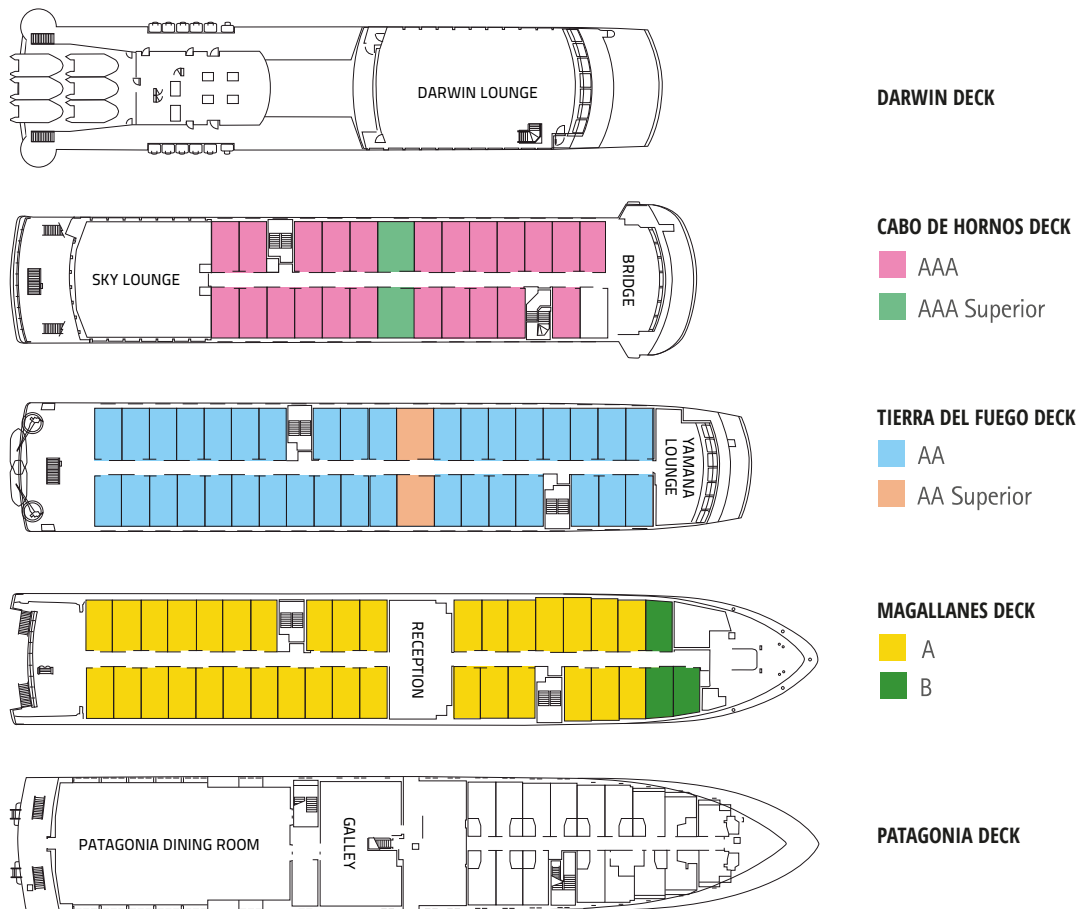 DARWIN LOUNGE
DARWIN DECK
SKY LOUNGE
BRIDGE
CABO DE HORNOS DECK
AAA
AAA Superior
YAMANA
LOUNGE
TIERRA DEL FUEGO DECK
AA
AA Superior
RECEPTION
MAGALLANES DECK
A
B
PATAGONIA DINING ROOM
GALLEY
PATAGONIA DECK